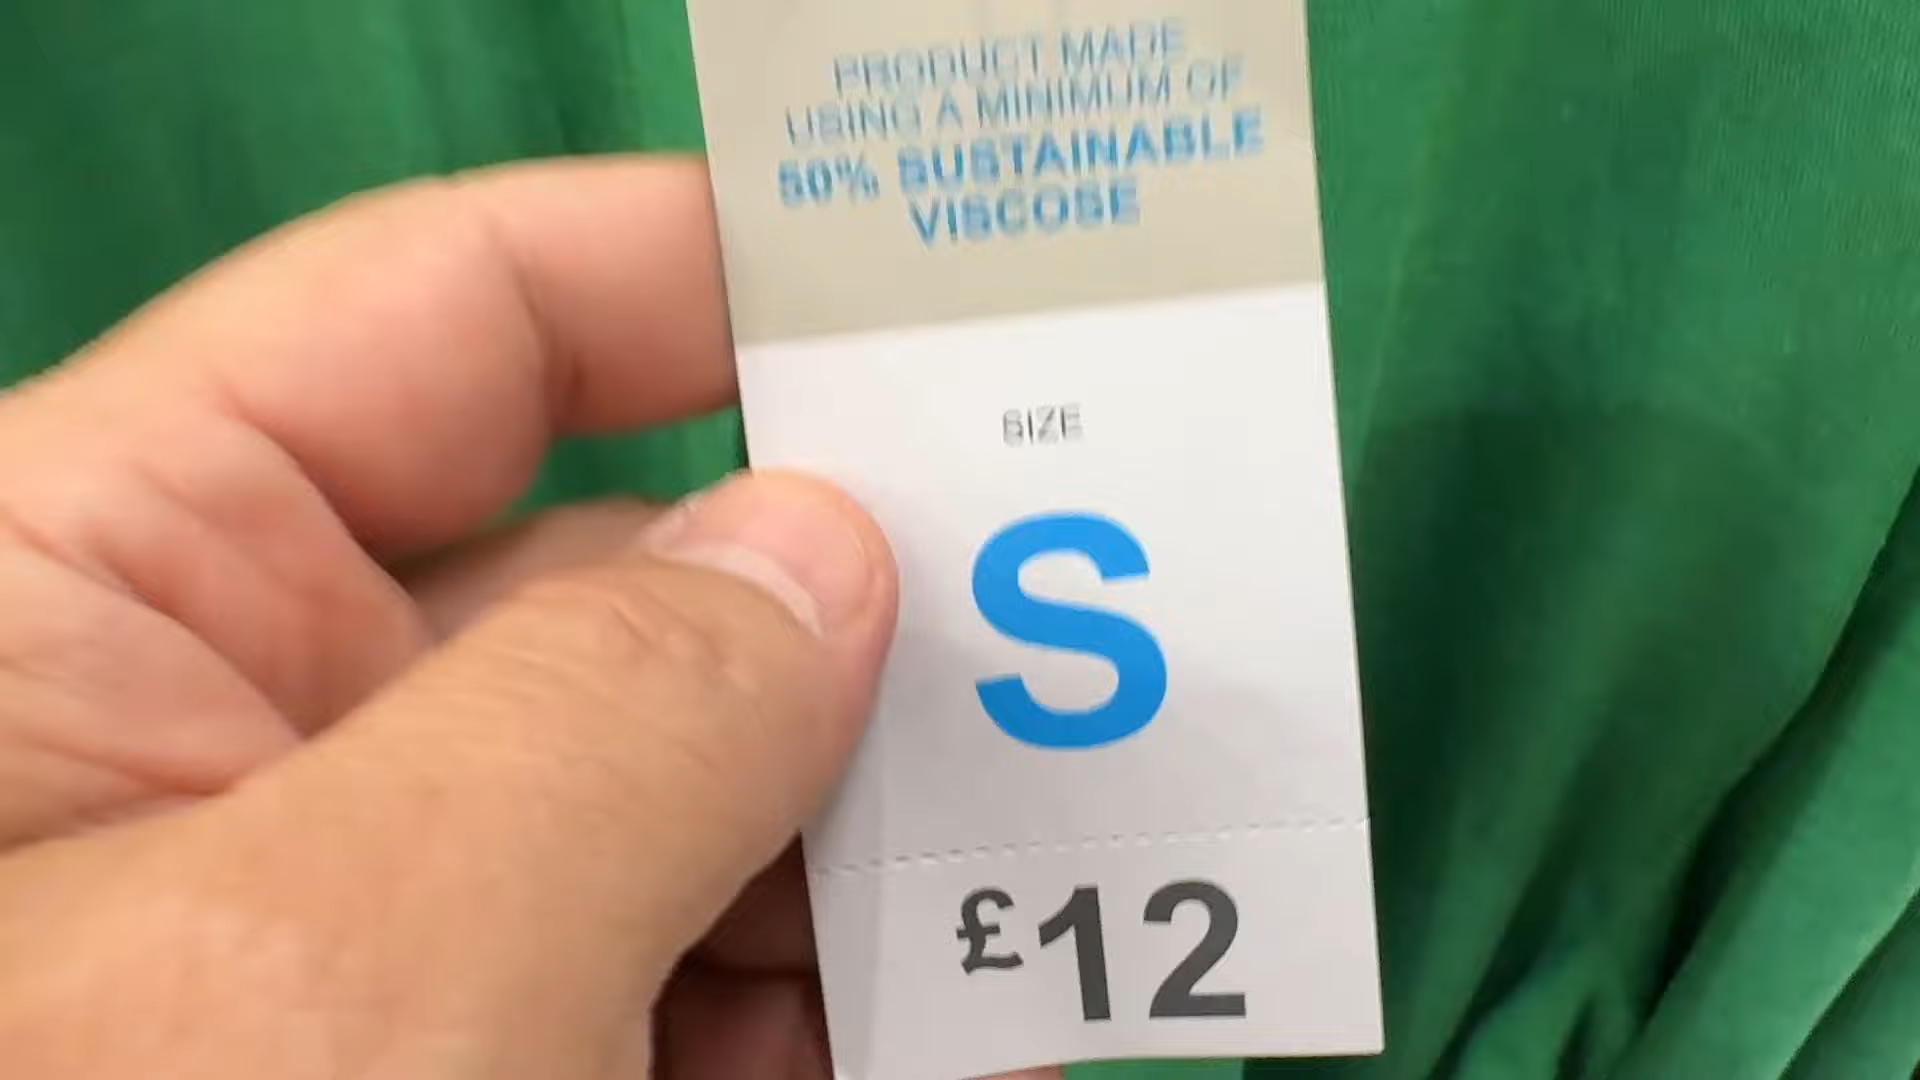 PRODUCT MADE
USING A MINIMUM OF
50% SUSTAINABLE
VISCOSE
SIZE
S
£12